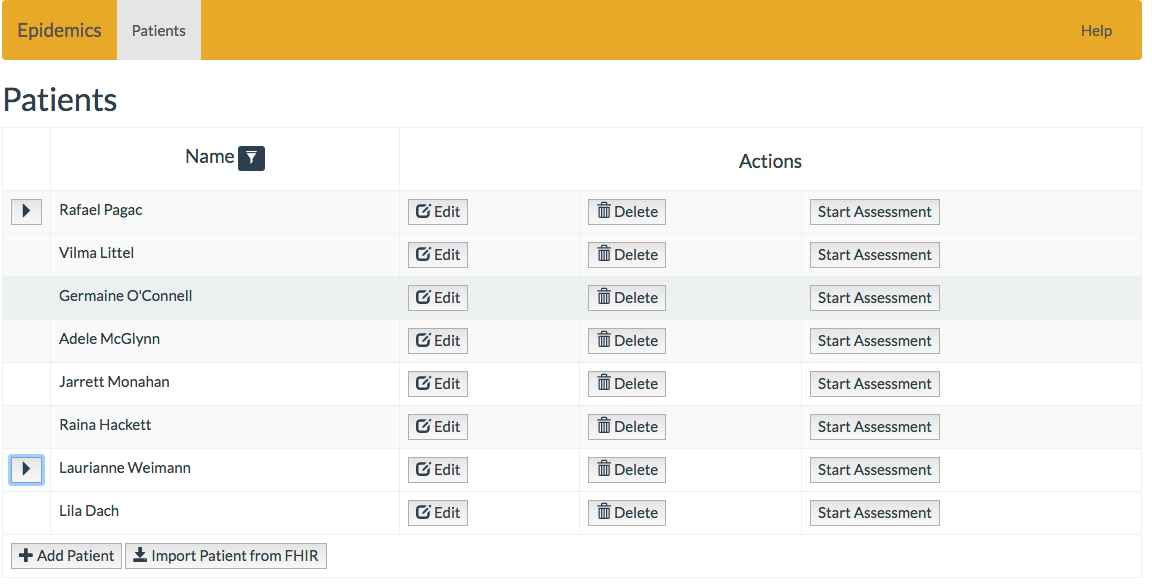 Epidemics Patients Help
Patients
Name Actions
Rafael Pagac Edit Delete Start Assessment
Vilma Littel Edit Delete Start Assessment
Germaine O'Connell Edit Delete Start Assessment
Adele McGlynn Edit Delete Start Assessment
Jarrett Monahan Edit Delete Start Assessment
Raina Hackett Edit Delete Start Assessment
Laurianne Weimann Edit Delete Start Assessment
Lila Dach Edit Delete Start Assessment
Add Patient Import Patient from FHIR